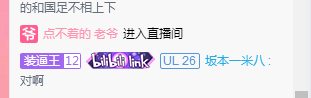 的和国足不相上下
爷 点不着的 老爷 进入直播间
装逼王 12 bilibili link UL 26 坂本一米八 :
对啊